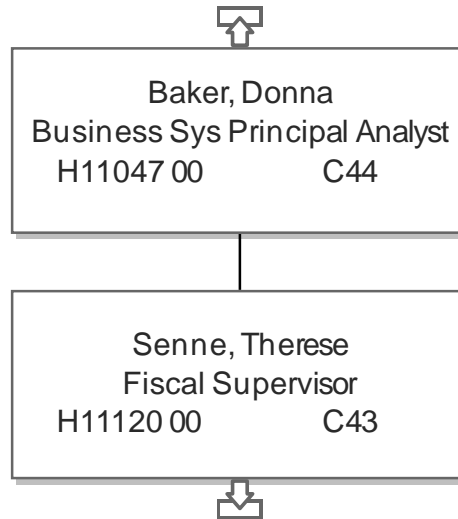 Baker, Donna
Business Sys Principal Analyst
H11047 00 C44
Senne, Therese
Fiscal Supervisor
H11120 00 C43